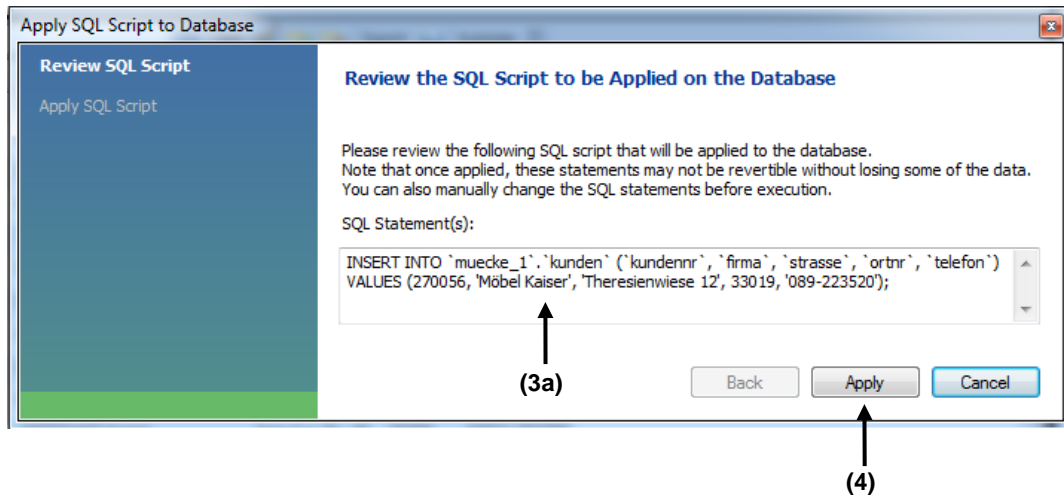 Apply SQL Script to Database
Review SQL Script
Apply SQL Script
Review the SQL Script to be Applied on the Database
Please review the following SQL script that will be applied to the database.
Note that once applied, these statements may not be revertible without losing some of the data.
You can also manually change the SQL statements before execution.
SQL Statement(s):
INSERT INTO `muecke_1`.`kunden` (`kundennr`, `firma`, `strasse`, `ortnr`, `telefon`)
VALUES (270056, 'Möbel Kaiser', 'Theresienwiese 12', 33019, '089-223520');
(3a)
Back Apply Cancel
(4)